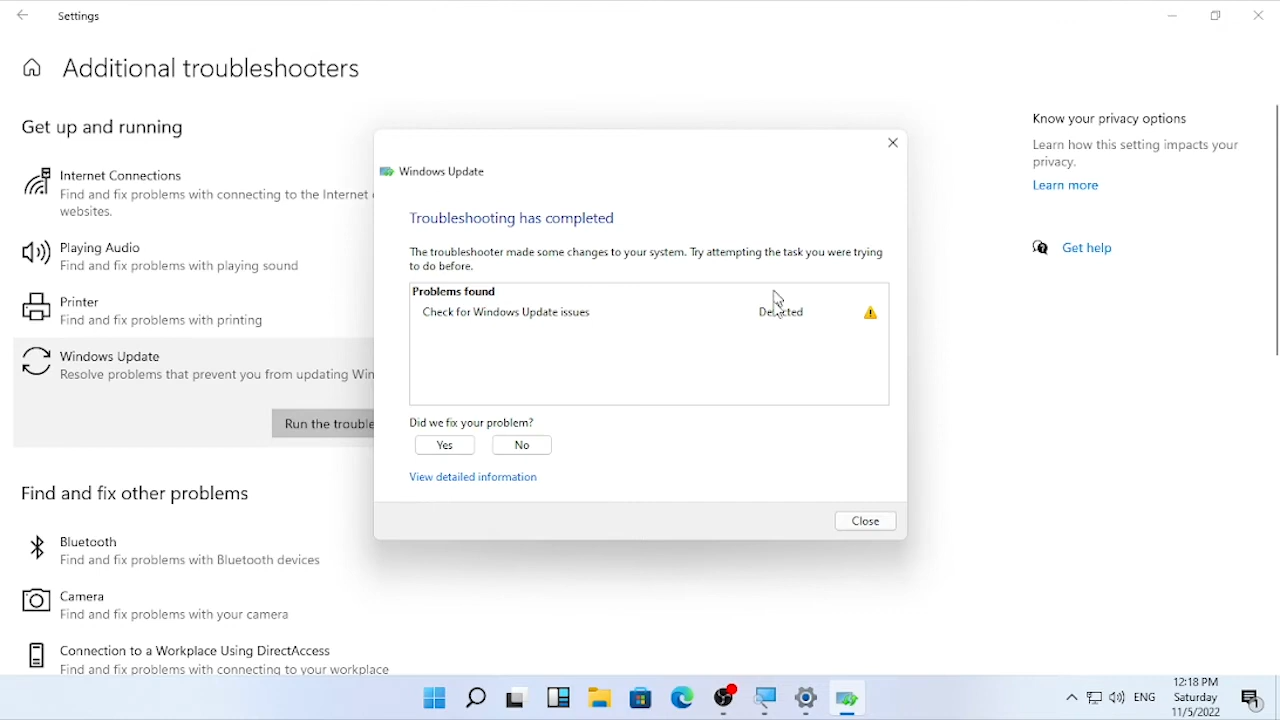 Settings
Additional troubleshooters
Get up and running
Internet Connections
Find and fix problems with connecting to the Internet
websites.
Playing Audio
Find and fix problems with playing sound
Printer
Find and fix problems with printing
Windows Update
Resolve problems that prevent you from updating
Run the
Find and fix other problems
Bluetooth
Find and fix problems with Bluetooth devices
Camera
Find and fix problems with your camera
Connection to a Workplace Using DirectAccess
Find and fix problems with connecting to your workplace
Windows Update
Troubleshooting has completed
The troubleshooter made some changes to your system. Try attempting the task you were trying
to do before.
Problems found
Check for Windows Update issues Detected
Did we fix your problem?
Yes No
View detailed information
Close
Know your privacy options
Learn how this setting impacts your
privacy.
Learn more
Get help
ENG
12:18 PM
Saturday
11/5/2022
1